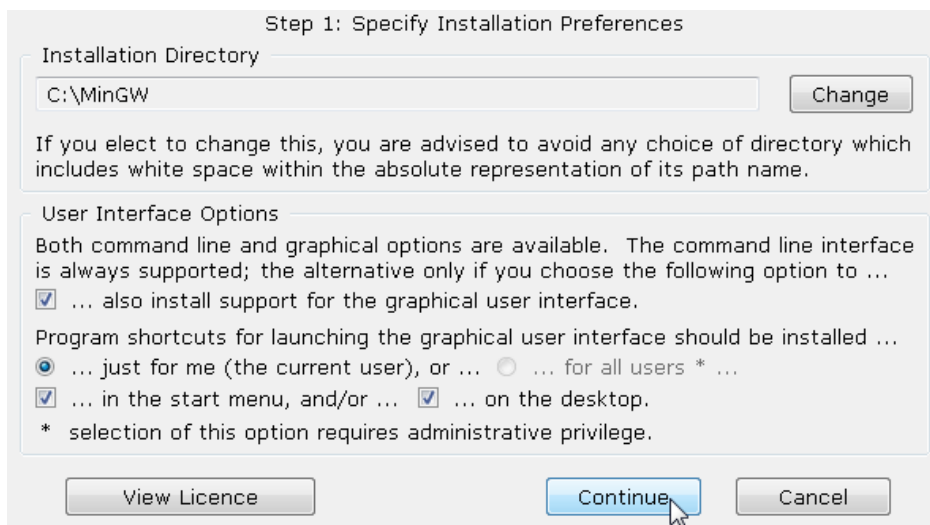 Step 1: Specify Installation Preferences
Installation Directory
C:\MinGW
Change
If you elect to change this, you are advised to avoid any choice of directory which
includes white space within the absolute representation of its path name.
User Interface Options
Both command line and graphical options are available.  The command line interface
is always supported; the alternative only if you choose the following option to ...
... also install support for the graphical user interface.
Program shortcuts for launching the graphical user interface should be installed ...
... just for me (the current user), or ... ... for all users * ...
... in the start menu, and/or ... ... on the desktop.
* selection of this option requires administrative privilege.
View Licence Continue Cancel